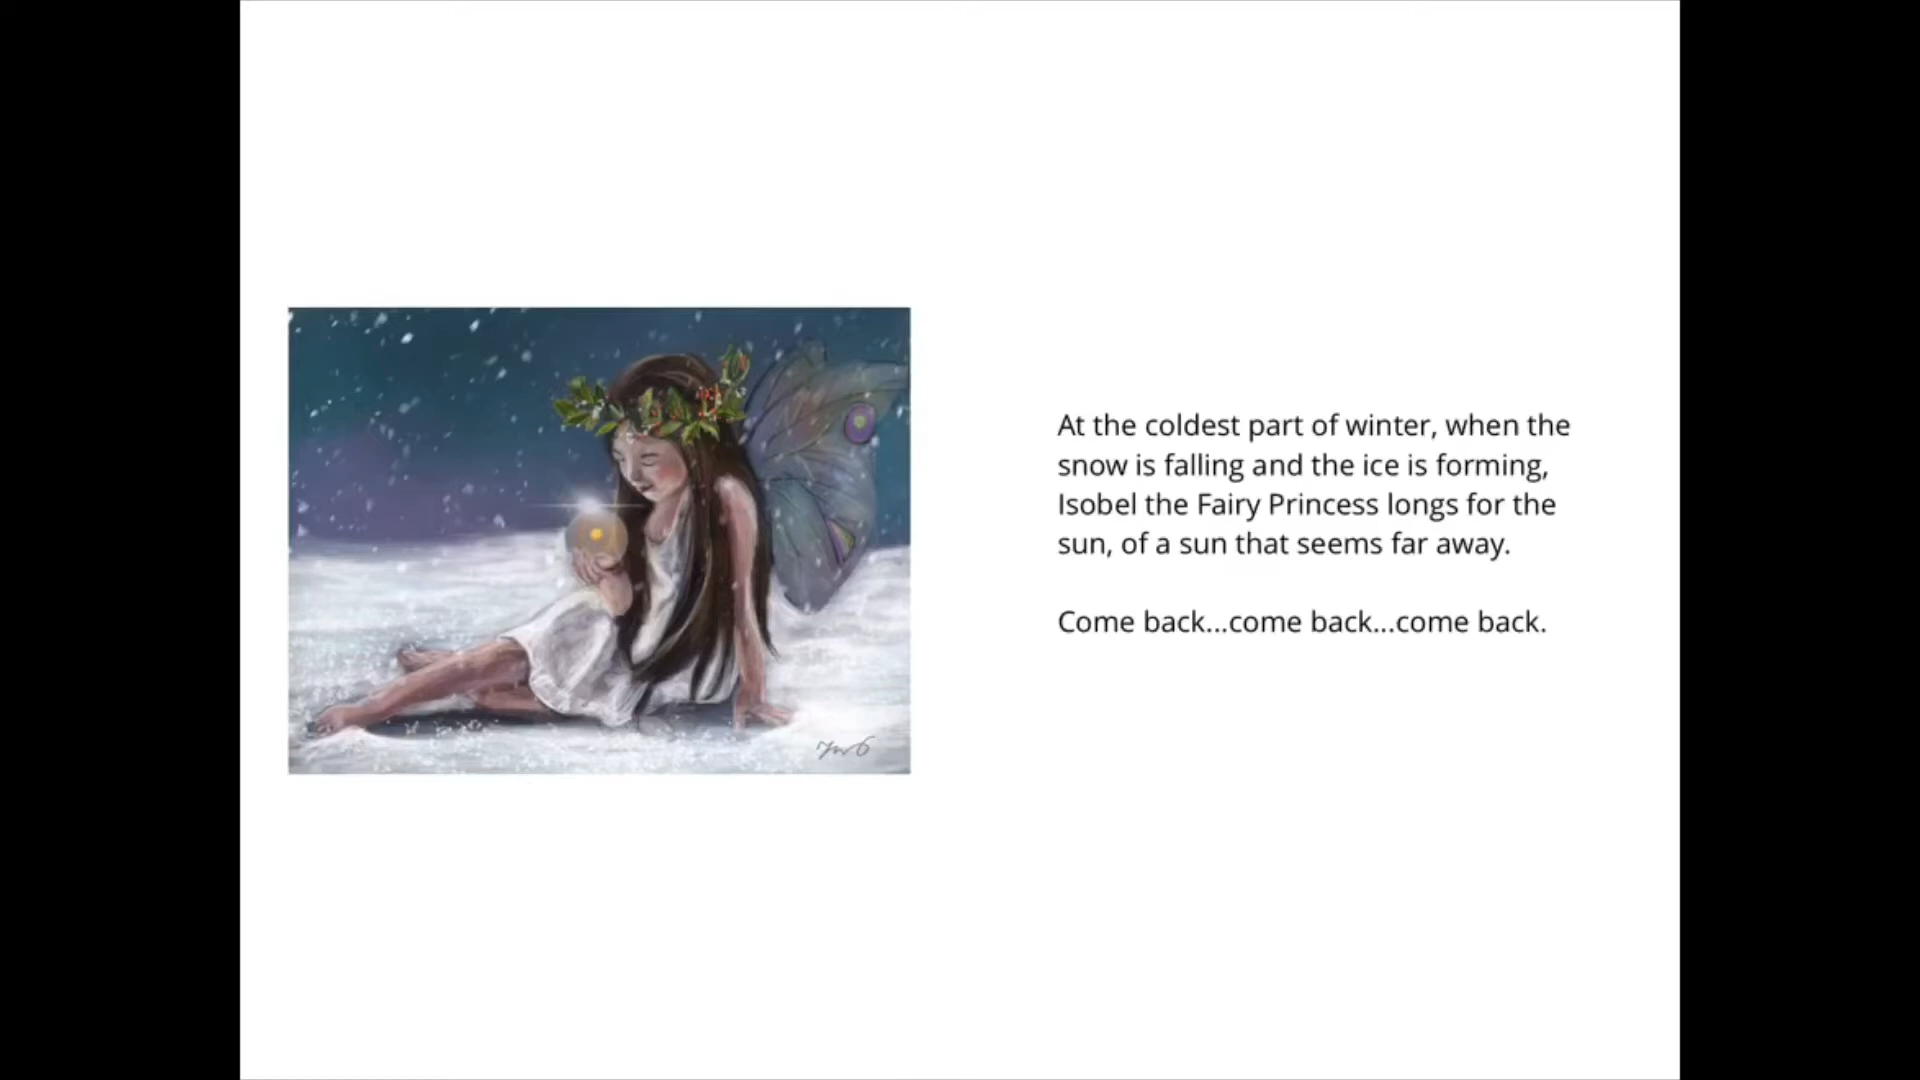 At the coldest part of winter, when the
snow is falling and the ice is forming,
Isobel the Fairy Princess longs for the
sun, of a sun that seems far away.
Come back...come back...come back.